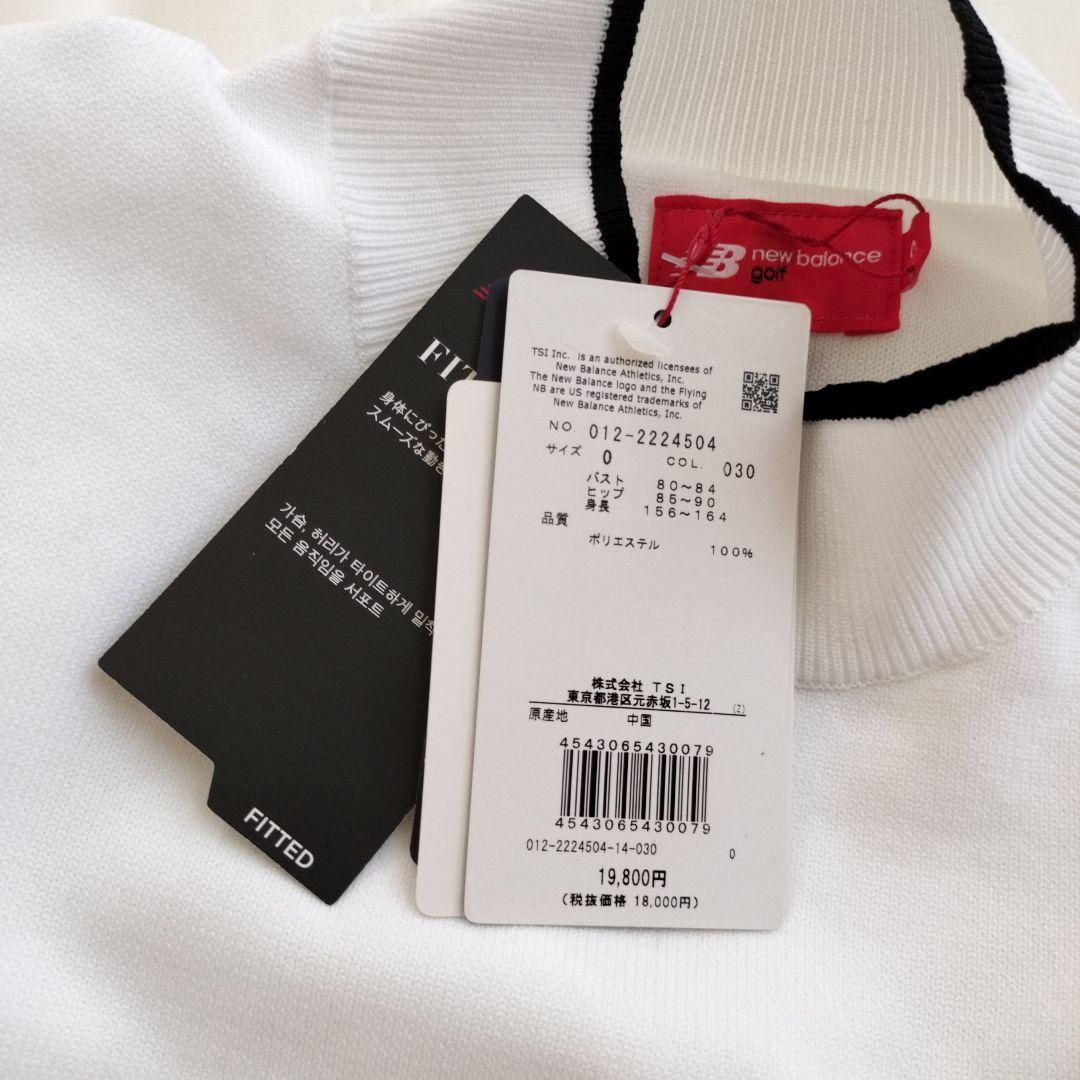 new balance
golf
TSI Inc. is an authorized licensees of
New Balance Athletics, Inc.
The New Balance logo and the Flying
NB are US registered trademarks of
New Balance Athletics, Inc.
NO. 012-2224504
サイズ 0 COL. 030
バスト 80~84
ヒップ 85~90
身長 156~164
品質
ポリエステル 100%
株式会社 TSI
東京都港区元赤坂1-5-12 (Z)
原産地 中国
4543065430079
4543065430079
012-2224504-14-030 0
19,800円
(税抜価格 18,000円)
身体にぴった
スムーズな動き
가슴, 허리가 타이트하게 밀착
모든 움직임을 서포트
FITTED